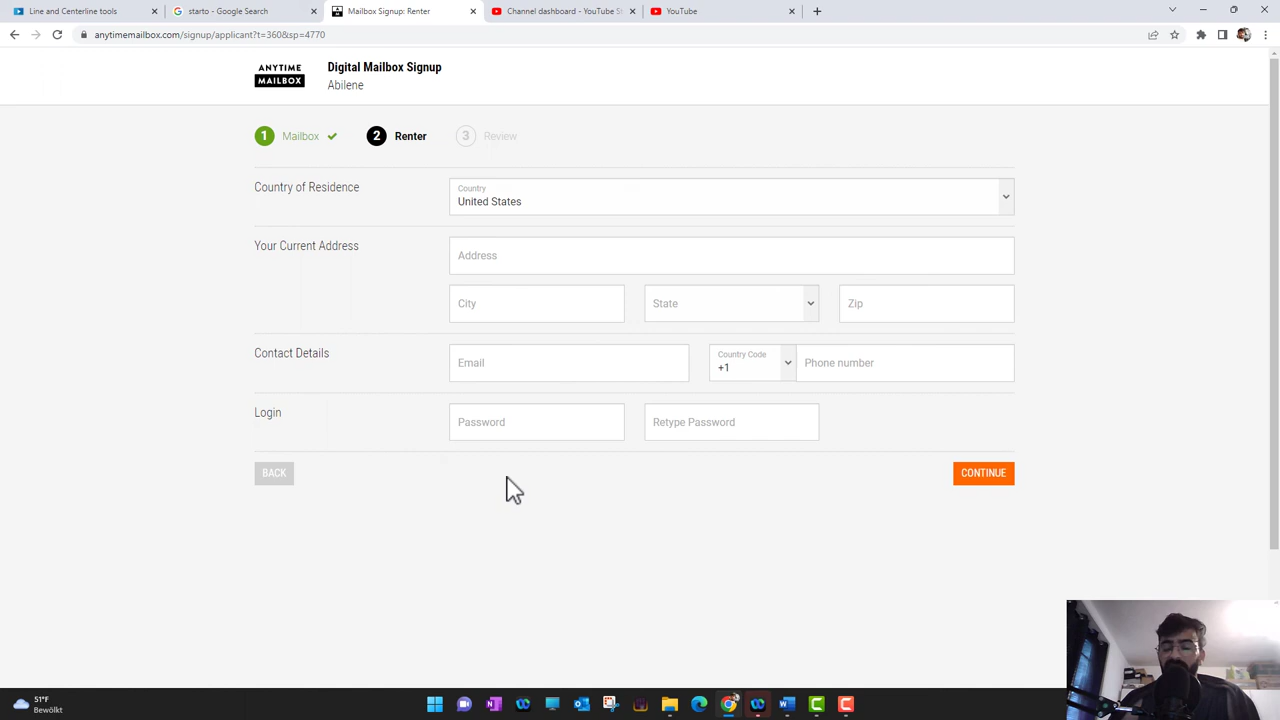 Line and Centerline tools
starto - Google Search
Mailbox Signup: Renter
Channel dashboard - YouTube St
YouTube
anytimemailbox.com/signup/applicant?t=360&sp=4770
ANYTIME
MAILBOX
Digital Mailbox Signup
Abilene
1 Mailbox
2 Renter
3 Review
Country of Residence
Country
United States
Your Current Address
Address
City
State
Zip
Contact Details
Email
Country Code
+1
Phone number
Login
Password
Retype Password
BACK
CONTINUE
51°F
Bewölkt